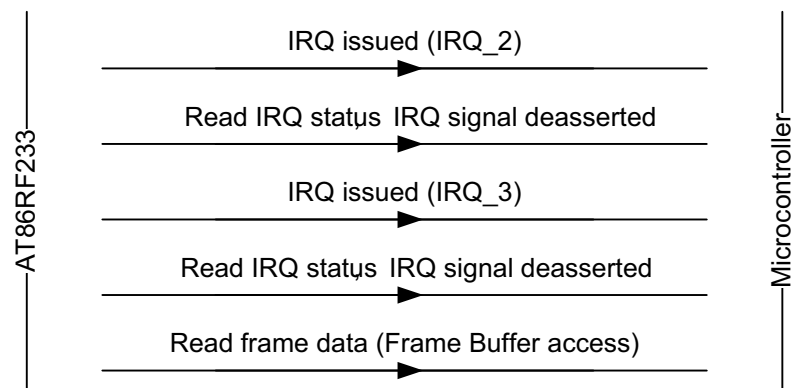 IRQ issued (IRQ_2)
Read IRQ status, IRQ signal deasserted
IRQ issued (IRQ_3)
Read IRQ status, IRQ signal deasserted
Read frame data (Frame Buffer access)
AT86RF233
Microcontroller